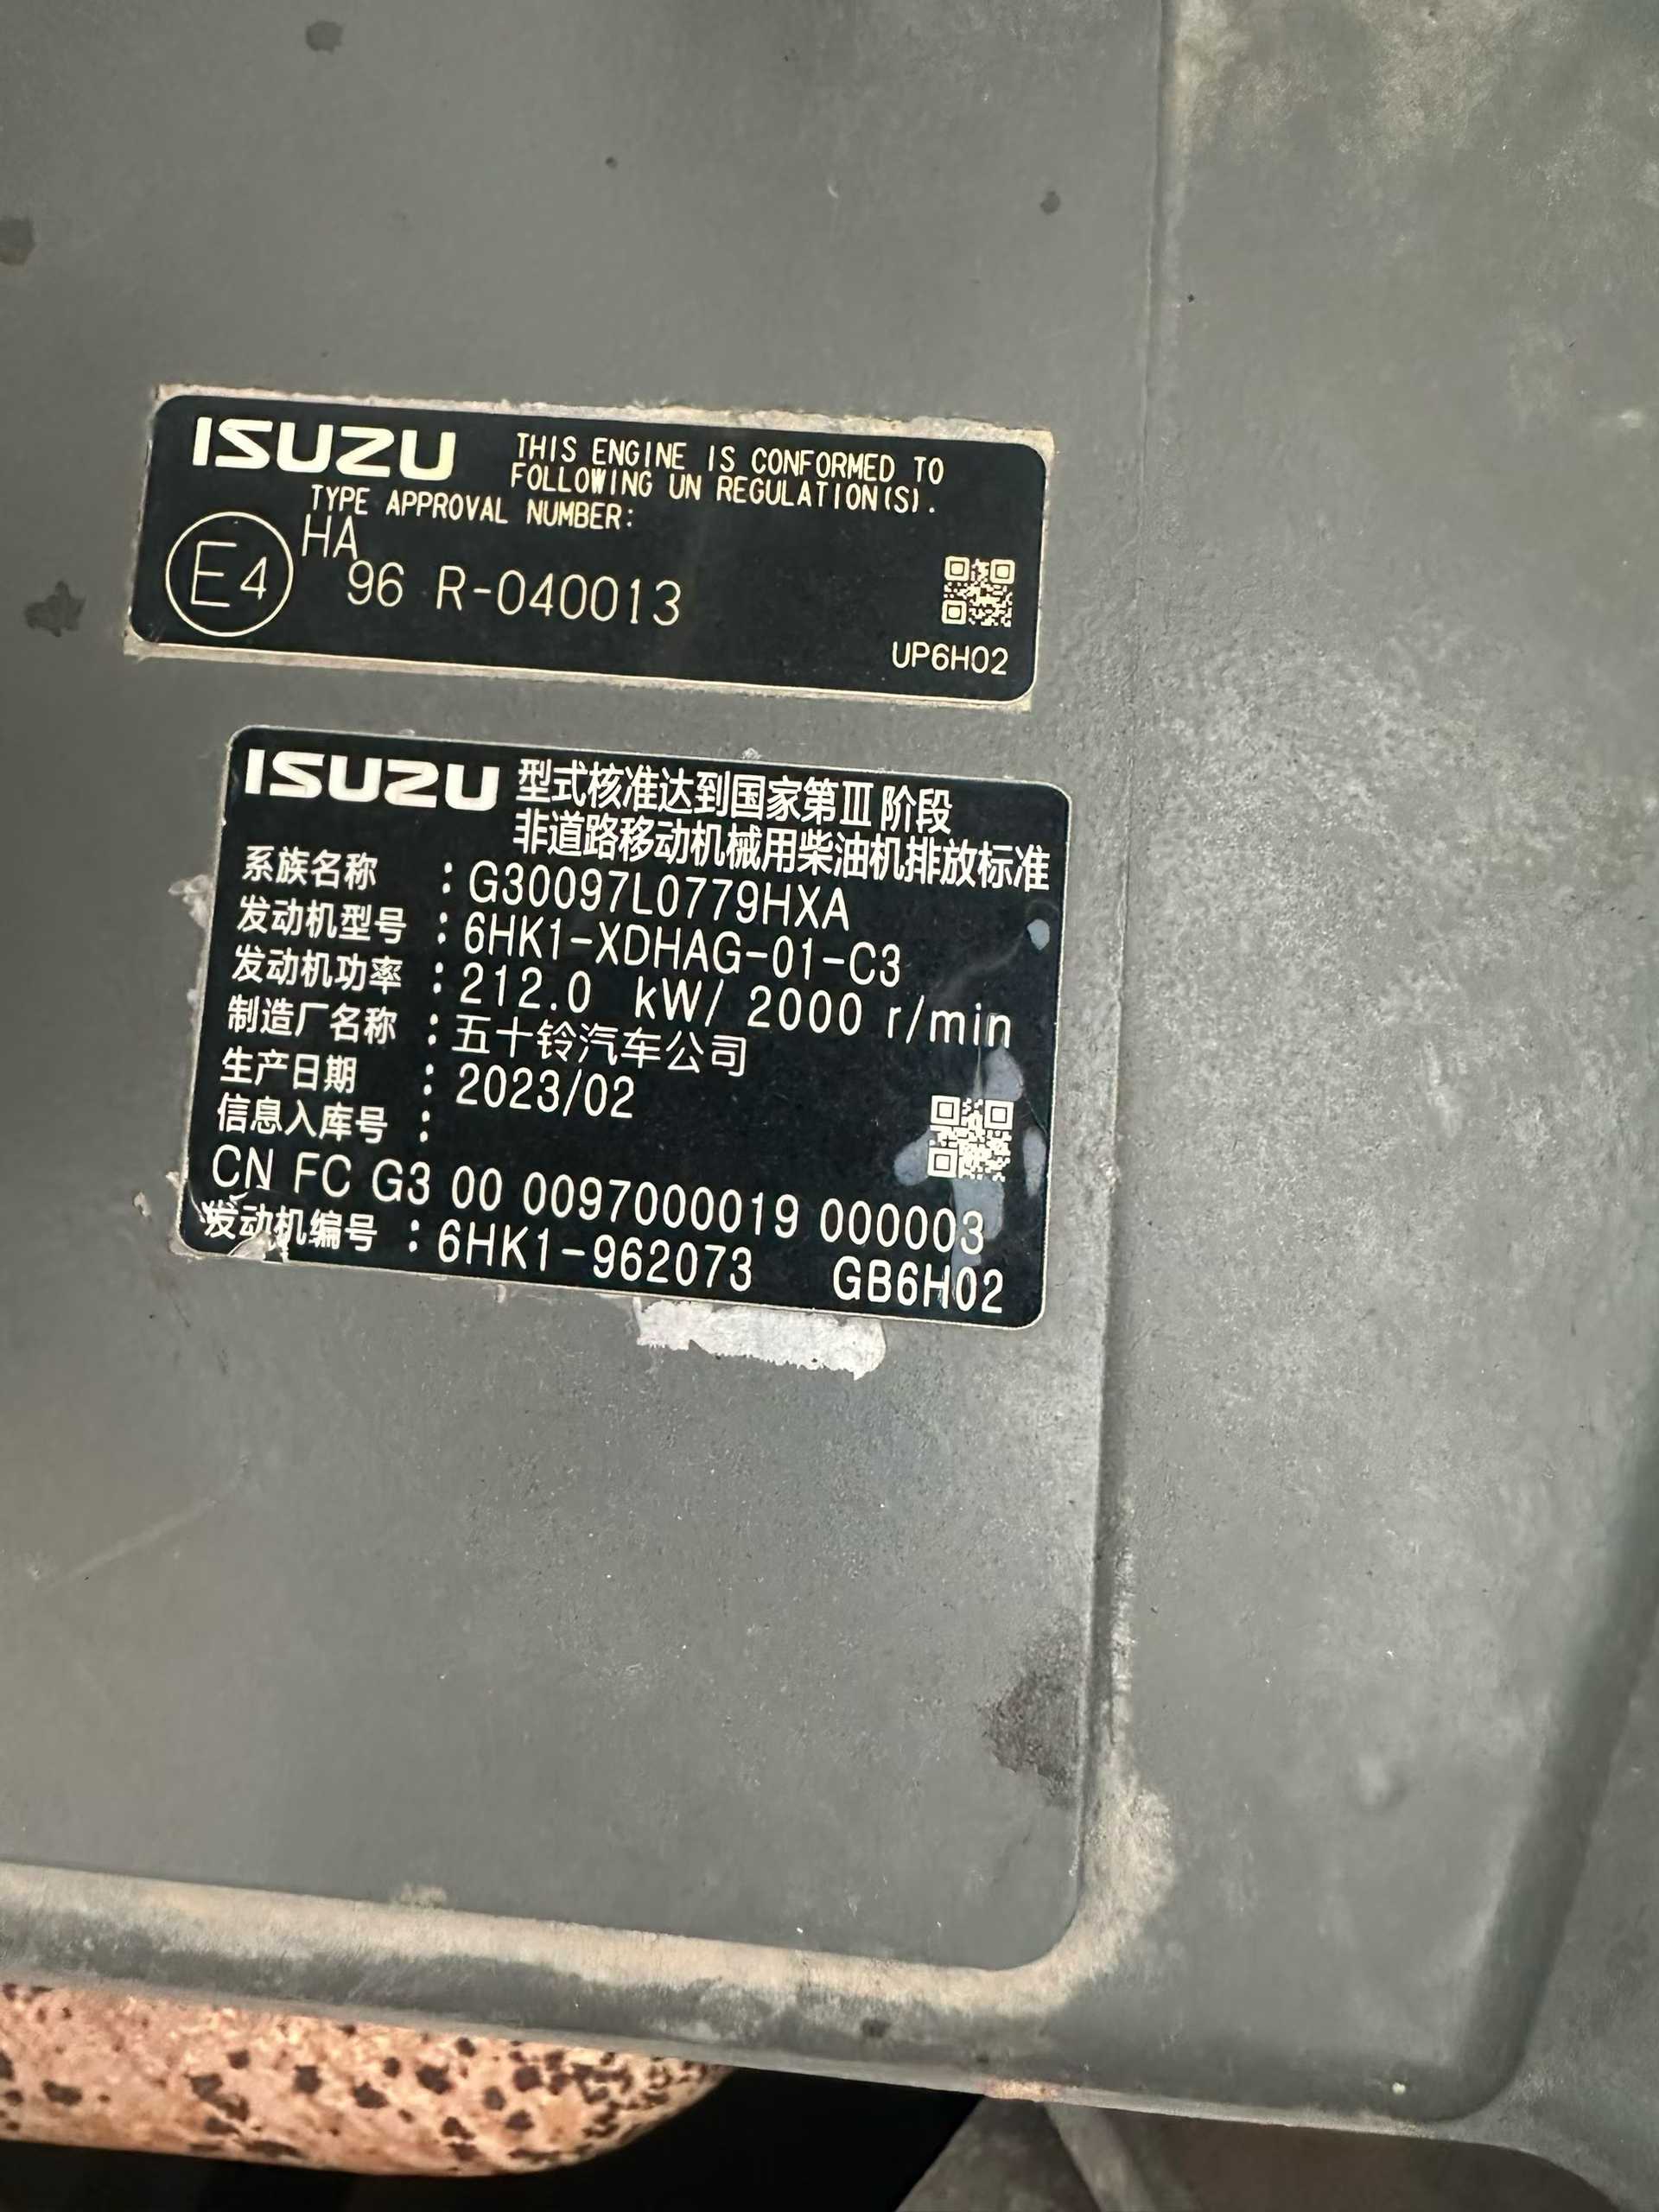 ISUZU THIS ENGINE IS CONFORMED TO
FOLLOWING UN REGULATION(S).
TYPE APPROVAL NUMBER:
E4 HA
96 R-040013
UP6H02
ISUZU 型式核准达到国家第Ⅲ阶段
非道路移动机械用柴油机排放标准
系族名称 : G30097L0779HXA
发动机型号 : 6HK1-XDHAG-01-C3
发动机功率 : 212.0 kW/ 2000 r/min
制造厂名称 : 五十铃汽车公司
生产日期 : 2023/02
信息入库号 :
CN FC G3 00 0097000019 000003
发动机编号 : 6HK1-962073 GB6H02